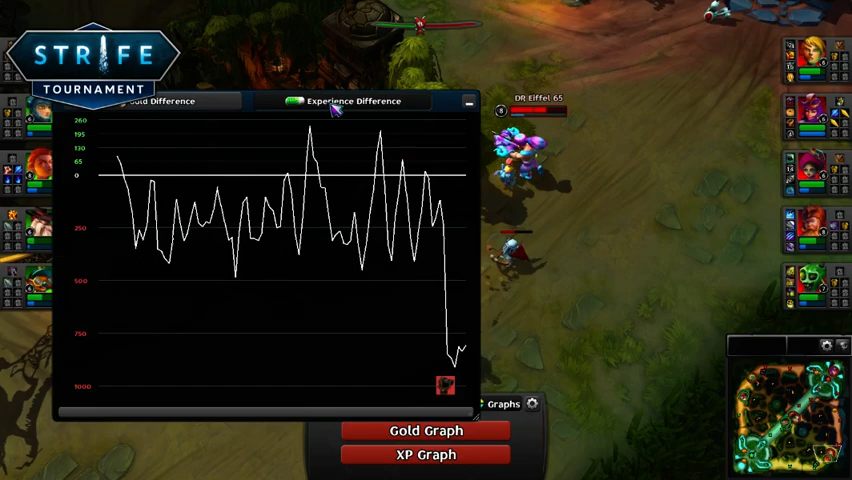 STRIFE
TOURNAMENT
Difference
Experience Difference
260
195
130
65
0
250
500
750
1000
DR Eiffel 65
8
Graphs
Gold Graph
XP Graph